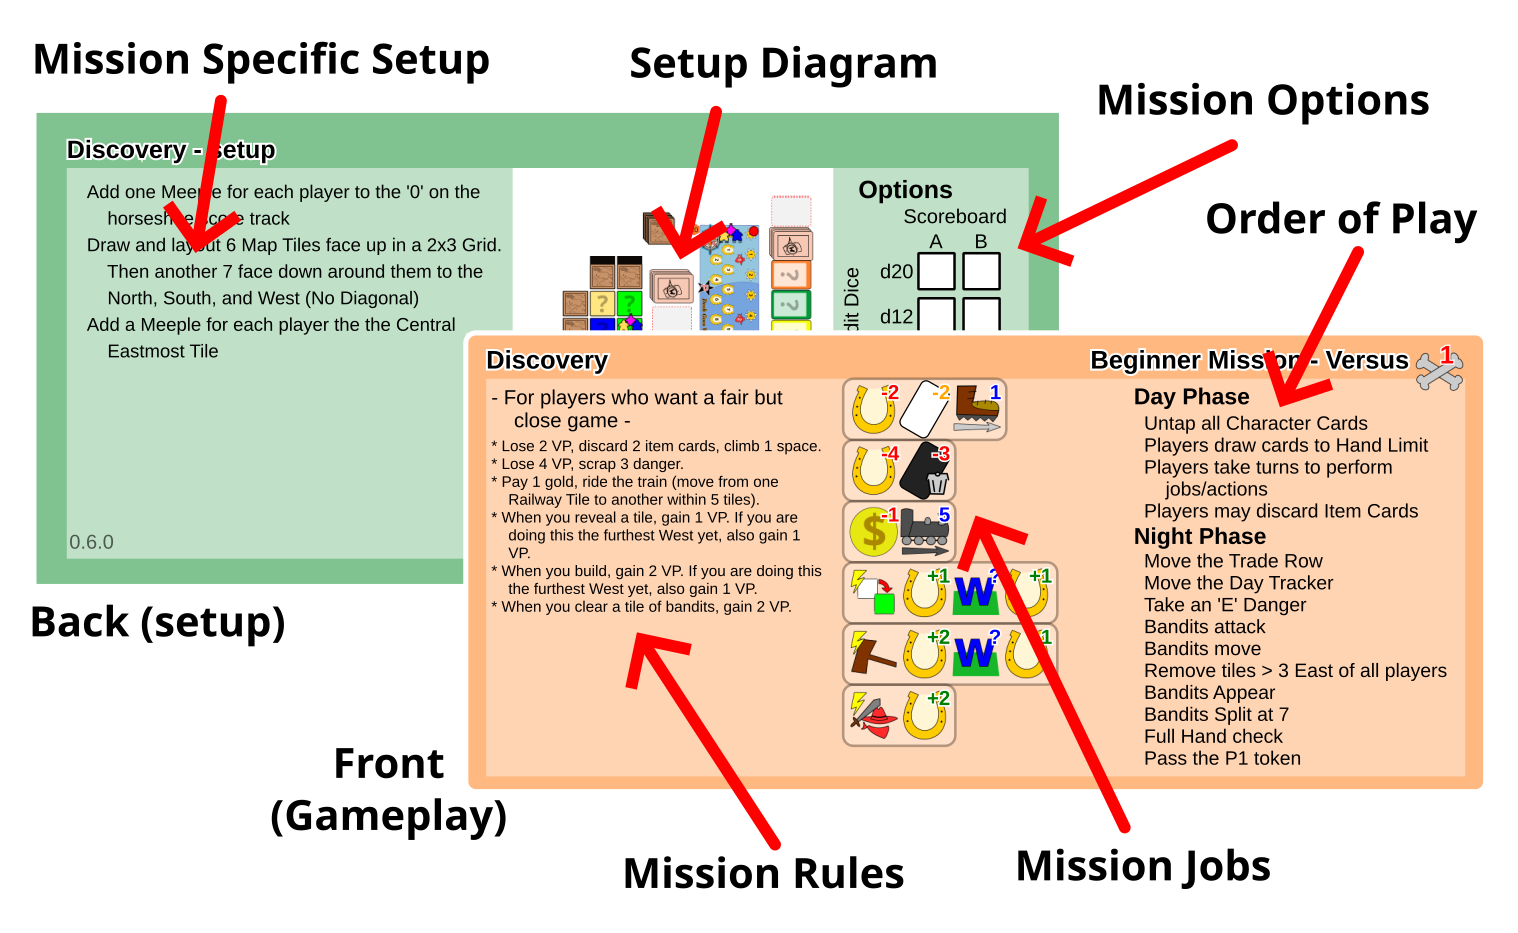 Mission Specific Setup
Setup Diagram
Mission Options
Order of Play
Discovery - setup
Add one Meeple for each player to the '0' on the
horseshoe score track
Draw and layout 6 Map Tiles face up in a 2x3 Grid.
Then another 7 face down around them to the
North, South, and West (No Diagonal)
Add a Meeple for each player the the Central
Eastmost Tile
0.6.0
Options
Scoreboard
A B
d20
d12
dit Dice
Back (setup)
Discovery
Beginner Mission - Versus
1
- For players who want a fair but
close game -
* Lose 2 VP, discard 2 item cards, climb 1 space.
* Lose 4 VP, scrap 3 danger.
* Pay 1 gold, ride the train (move from one
Railway Tile to another within 5 tiles).
* When you reveal a tile, gain 1 VP. If you are
doing this the furthest West yet, also gain 1
VP.
* When you build, gain 2 VP. If you are doing this
the furthest West yet, also gain 1 VP.
* When you clear a tile of bandits, gain 2 VP.
-2 -2 1
-4 -3
$ -1 5
+1 W ? +1
+2 W ? 1
+2
Day Phase
Untap all Character Cards
Players draw cards to Hand Limit
Players take turns to perform
jobs/actions
Players may discard Item Cards
Night Phase
Move the Trade Row
Move the Day Tracker
Take an 'E' Danger
Bandits attack
Bandits move
Remove tiles > 3 East of all players
Bandits Appear
Bandits Split at 7
Full Hand check
Pass the P1 token
Front
(Gameplay)
Mission Rules
Mission Jobs